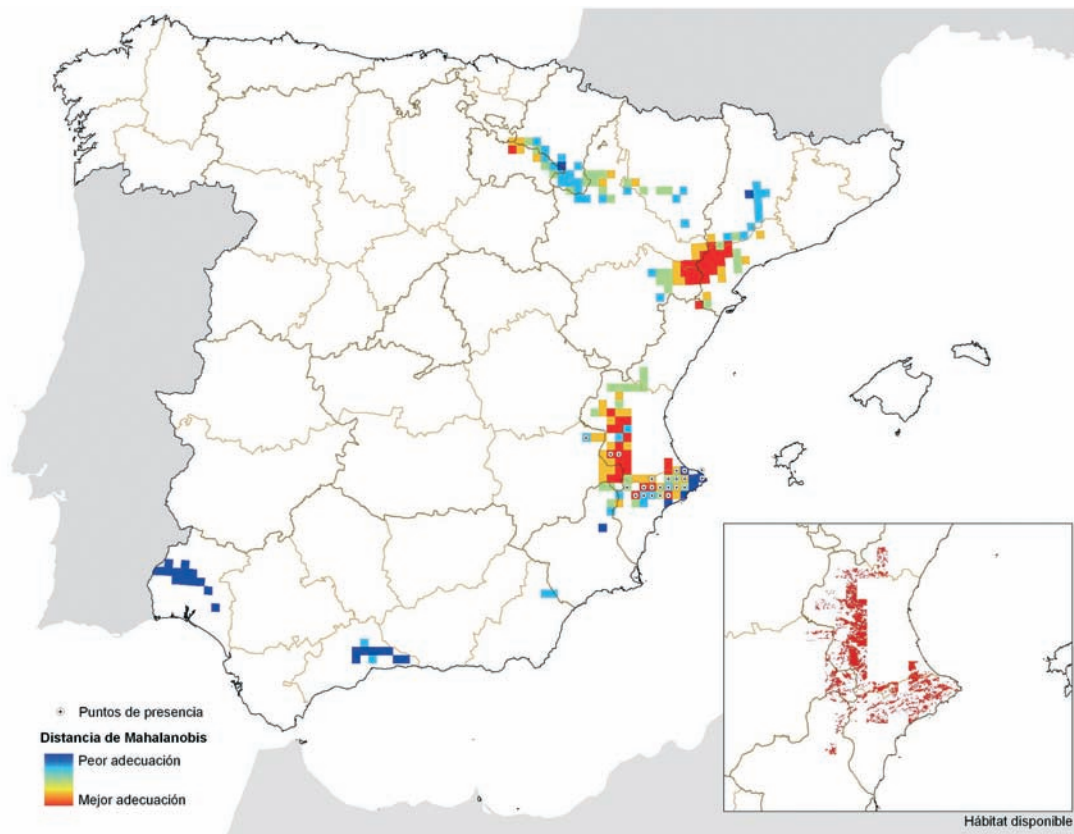 Puntos de presencia
Distancia de Mahalanobis
Peor adecuación
Mejor adecuación
Hábitat disponible